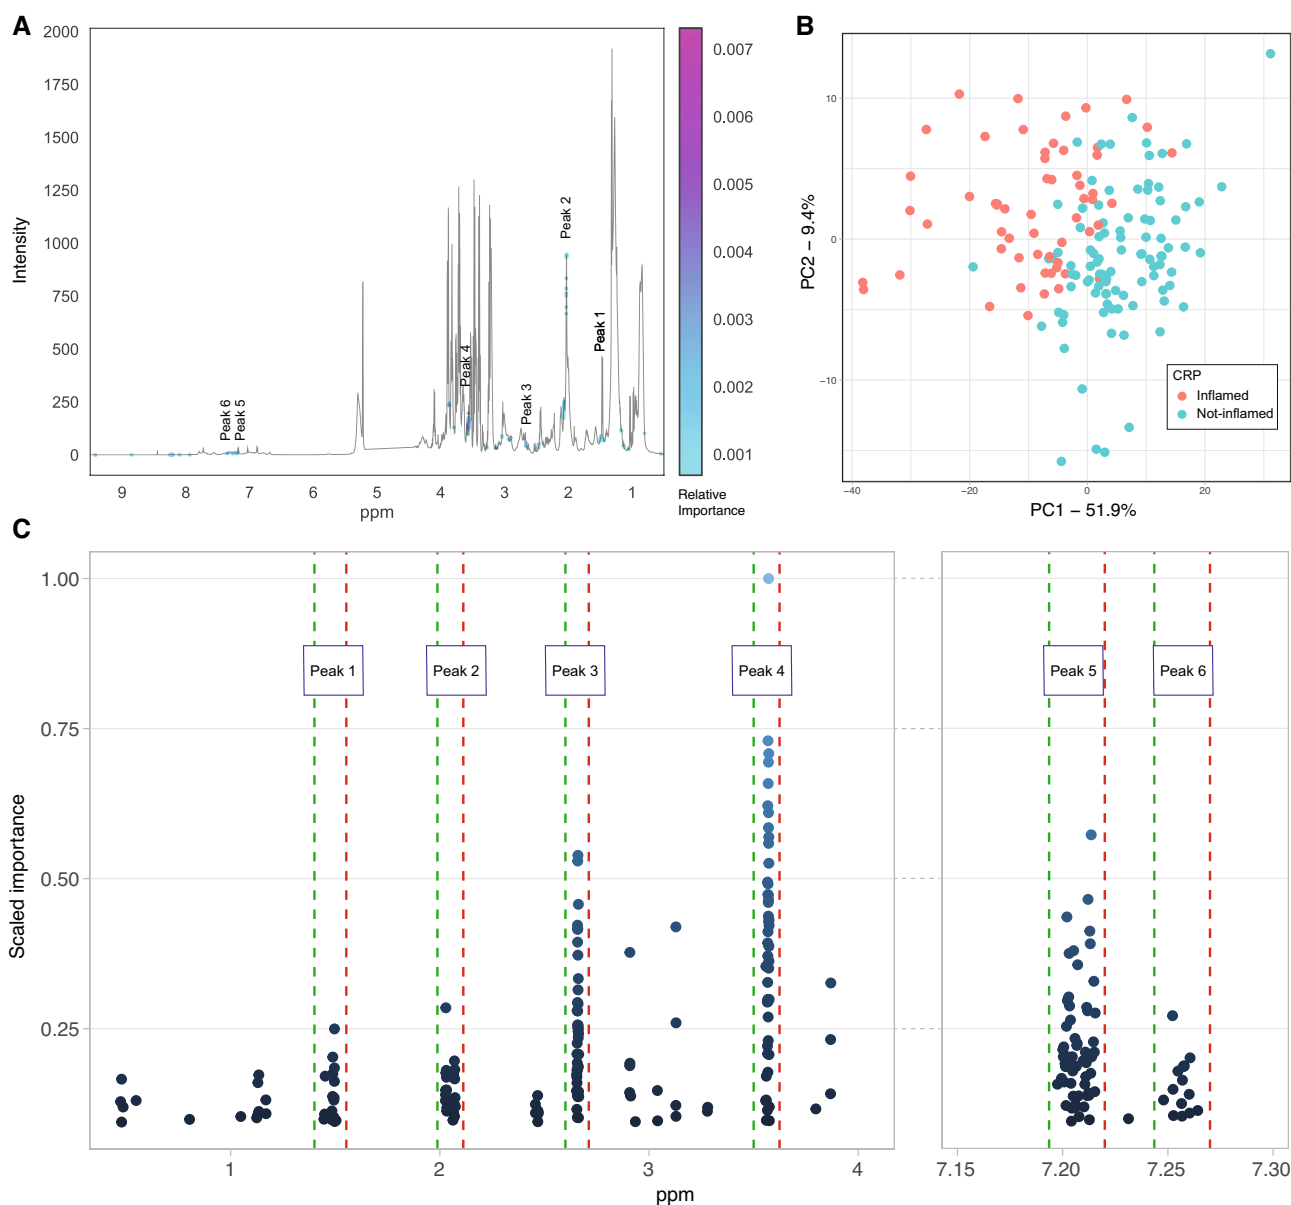 A
2000
1750
1500
1250
1000
750
500
250
0
Intensity
Peak 6
Peak 5
Peak 4
Peak 3
Peak 2
Peak 1
9 8 7 6 5 4 3 2 1
ppm
0.007
0.006
0.005
0.004
0.003
0.002
0.001
Relative
Importance
B
10
0
−10
PC2 − 9.4%
CRP
Inflamed
Not-inflamed
−40 −20 0 20
PC1 − 51.9%
C
1.00
0.75
0.50
0.25
Scaled importance
Peak 1 Peak 2 Peak 3 Peak 4 Peak 5 Peak 6
1 2 3 4 7.15 7.20 7.25 7.30
ppm